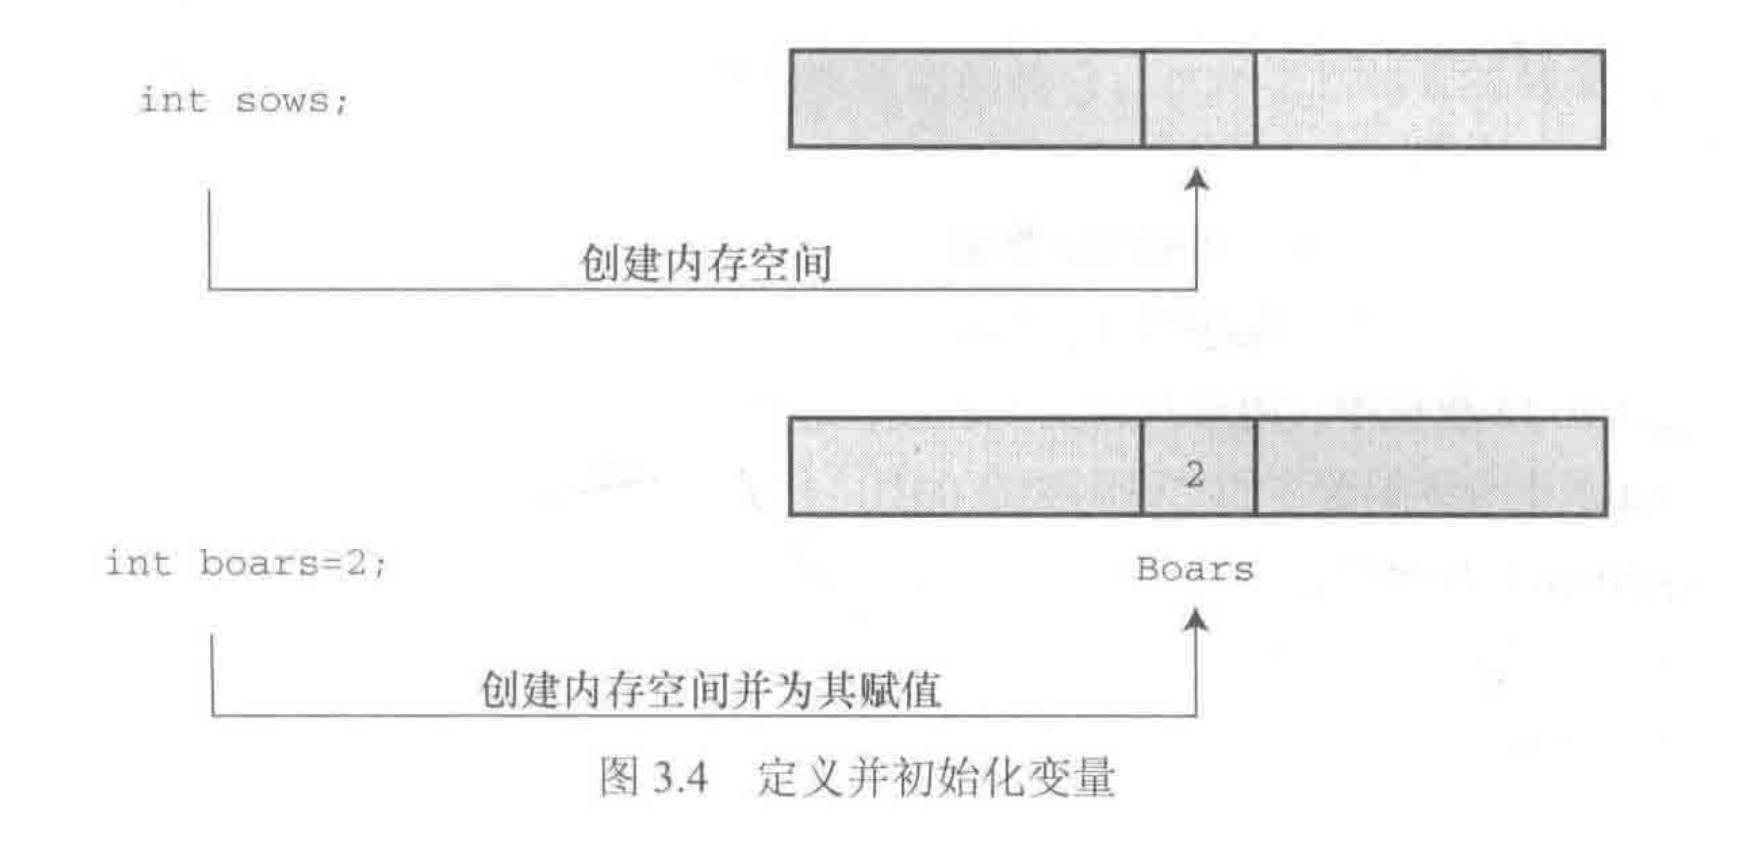 int sows;
创建内存空间
2
int boars=2;
Boars
创建内存空间并为其赋值
图 3.4 定义并初始化变量